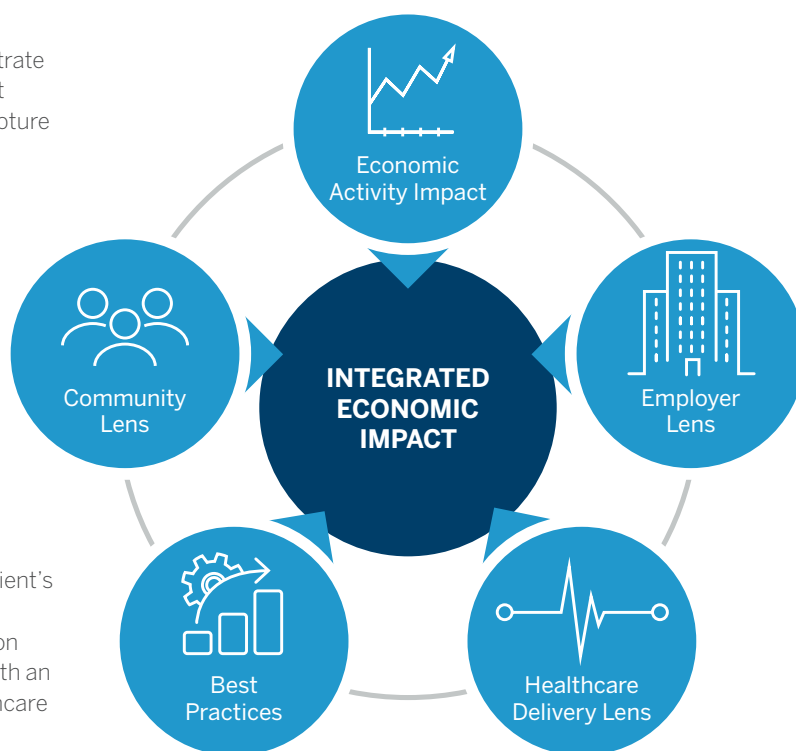 Economic
Activity Impact
Community
Lens
INTEGRATED
ECONOMIC
IMPACT
Employer
Lens
Best
Practices
Healthcare
Delivery Lens